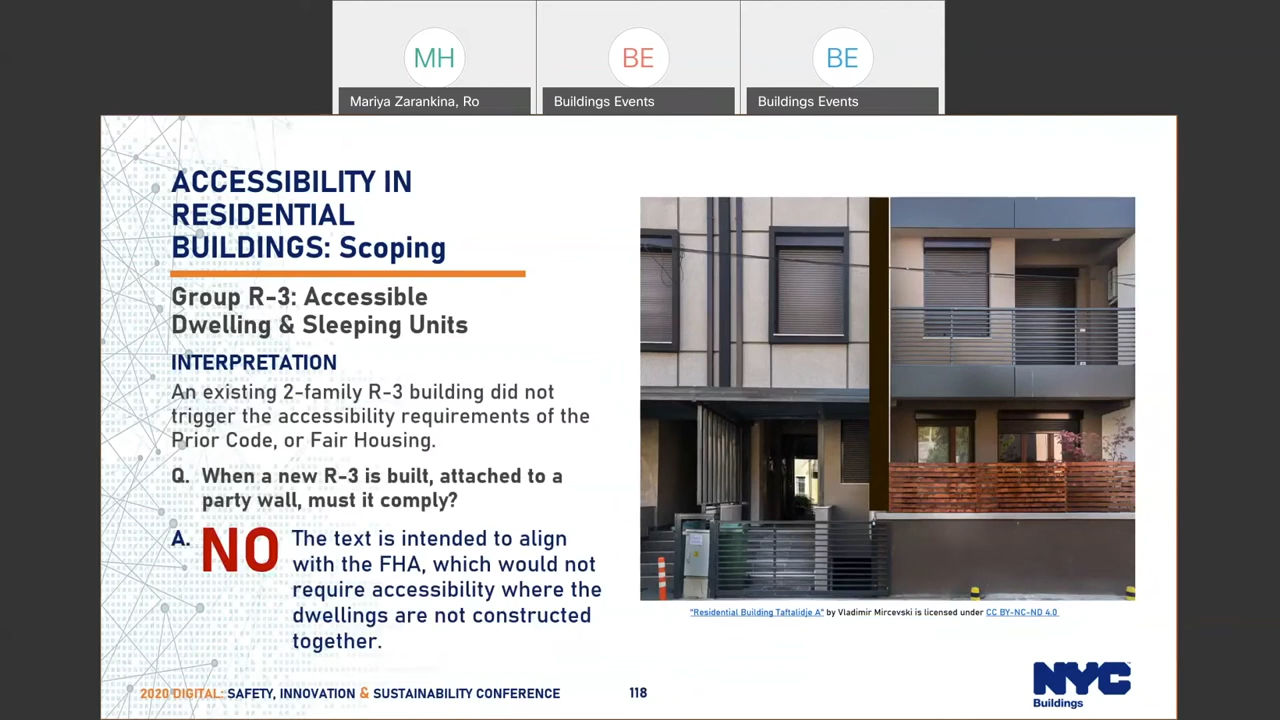 MH
BE
BE
Mariya Zarankina, Ro
Buildings Events
Buildings Events
ACCESSIBILITY IN
RESIDENTIAL
BUILDINGS: Scoping
Group R-3: Accessible
Dwelling & Sleeping Units
INTERPRETATION
An existing 2-family R-3 building did not
trigger the accessibility requirements of the
Prior Code, or Fair Housing.
Q. When a new R-3 is built, attached to a
party wall, must it comply?
A. NO The text is intended to align
with the FHA, which would not
require accessibility where the
dwellings are not constructed
together.
"Residential Building Taftalidje A" by Vladimir Mircevski is licensed under CC BY-NC-ND 4.0
2020 DIGITAL: SAFETY, INNOVATION & SUSTAINABILITY CONFERENCE
118
NYC
Buildings